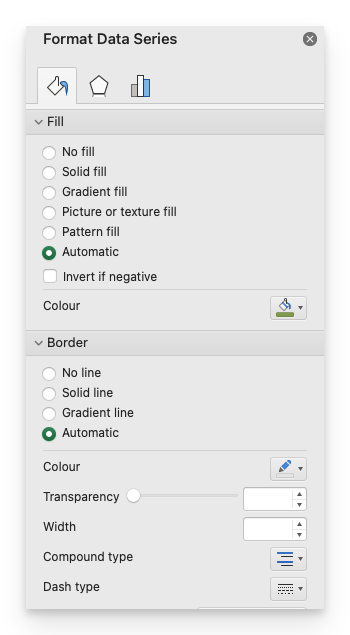 Format Data Series
Fill
No fill
Solid fill
Gradient fill
Picture or texture fill
Pattern fill
Automatic
Invert if negative
Colour
Border
No line
Solid line
Gradient line
Automatic
Colour
Transparency
Width
Compound type
Dash type